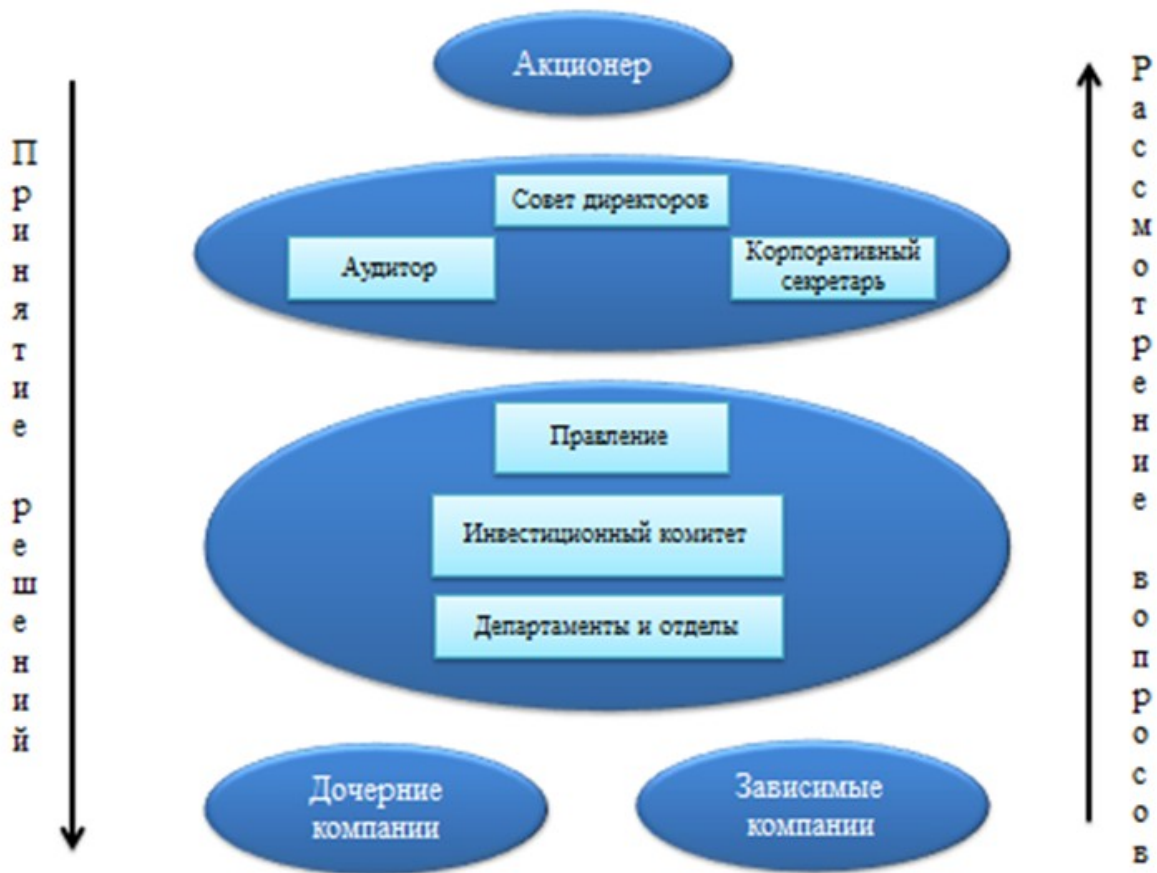 Акционер
Принятие решений
Рассмотрение вопросов
Совет директоров
Аудитор
Корпоративный
секретарь
Правление
Инвестиционный комитет
Департаменты и отделы
Дочерние
компании
Зависимые
компании